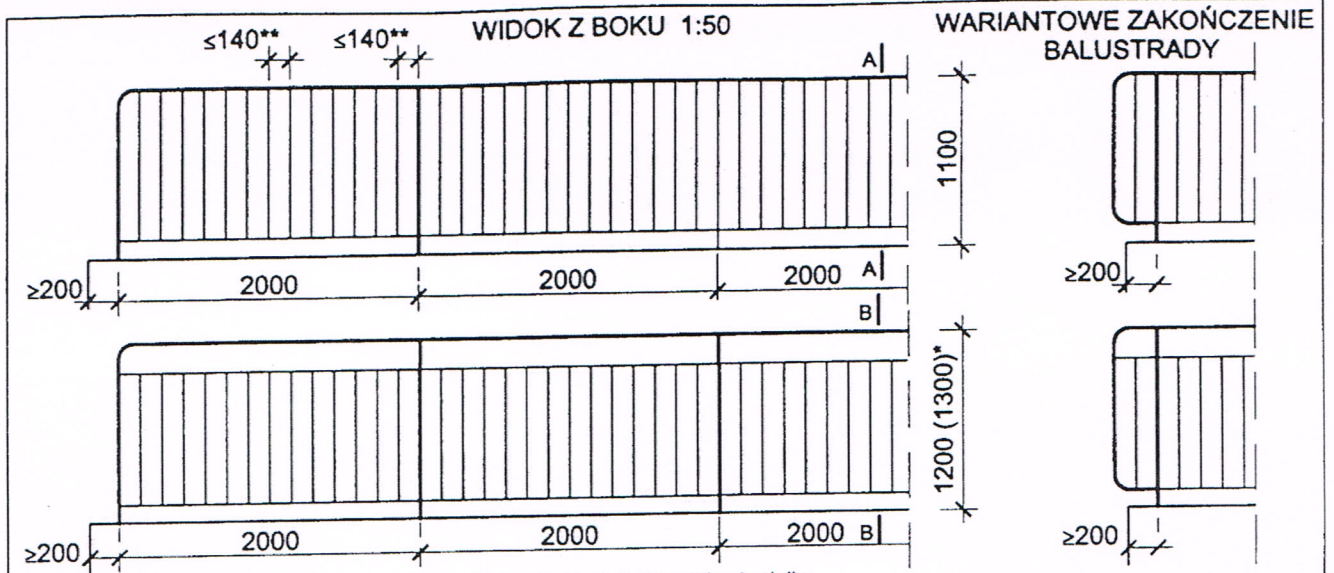 WIDOK Z BOKU 1:50
WARIANTOWE ZAKOŃCZENIE
BALUSTRADY
≤140** ≤140**
A
1100
≥200 2000 2000 2000 A
≥200
B
1200 (1300)*
≥200 2000 2000 2000 B
≥200